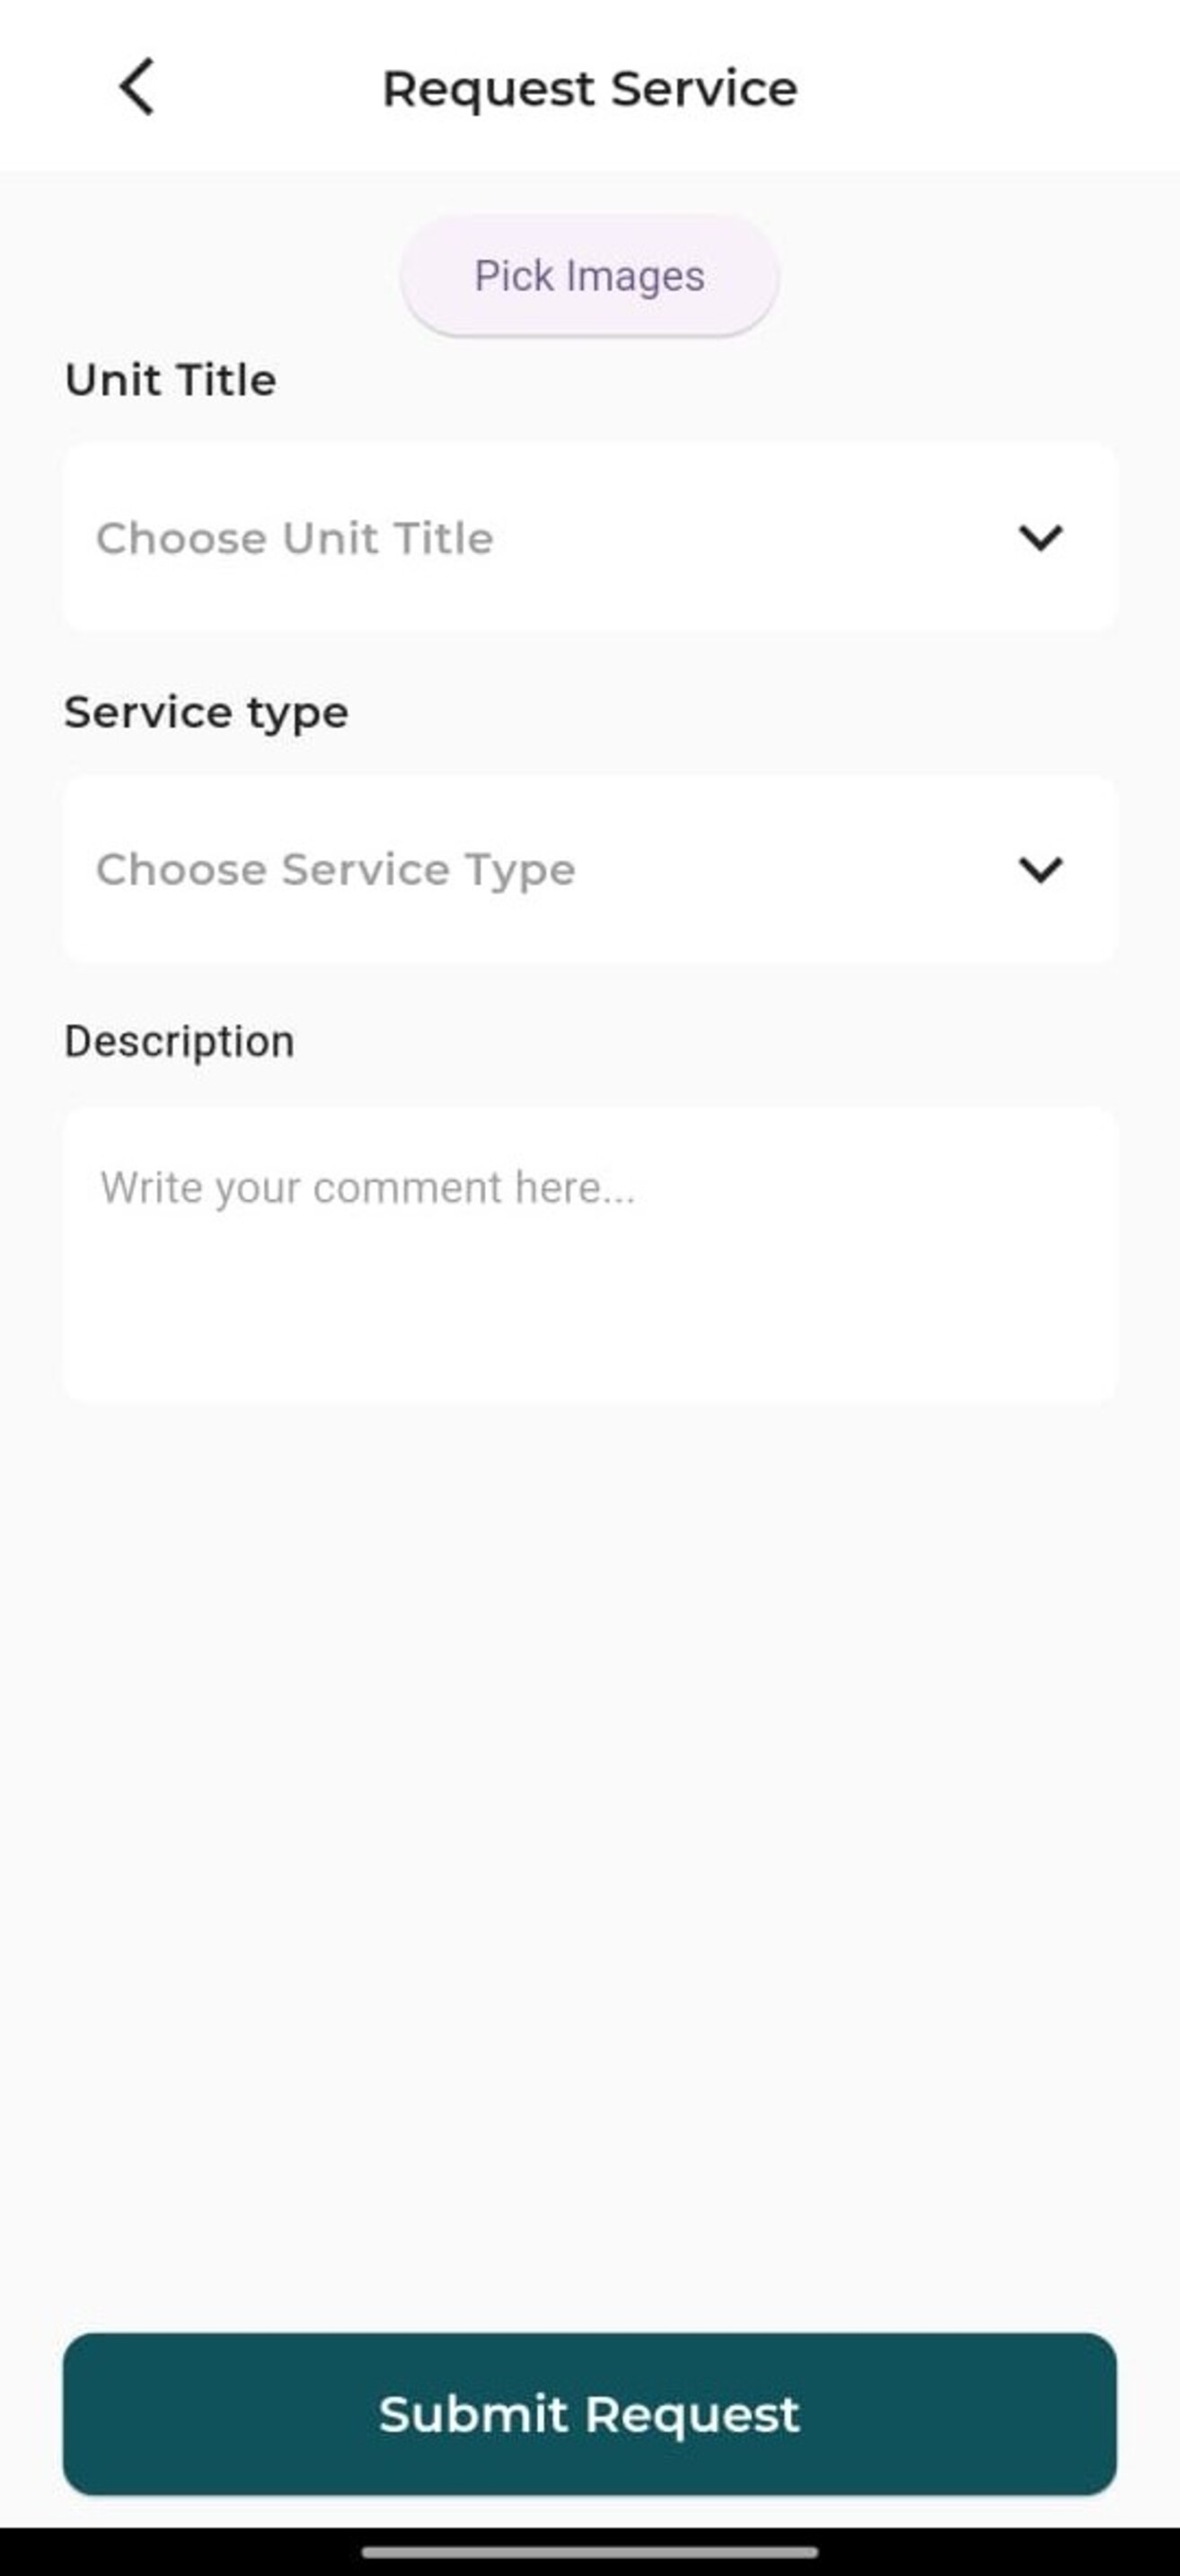 Request Service
Pick Images
Unit Title
Choose Unit Title
Service type
Choose Service Type
Description
Write your comment here...
Submit Request